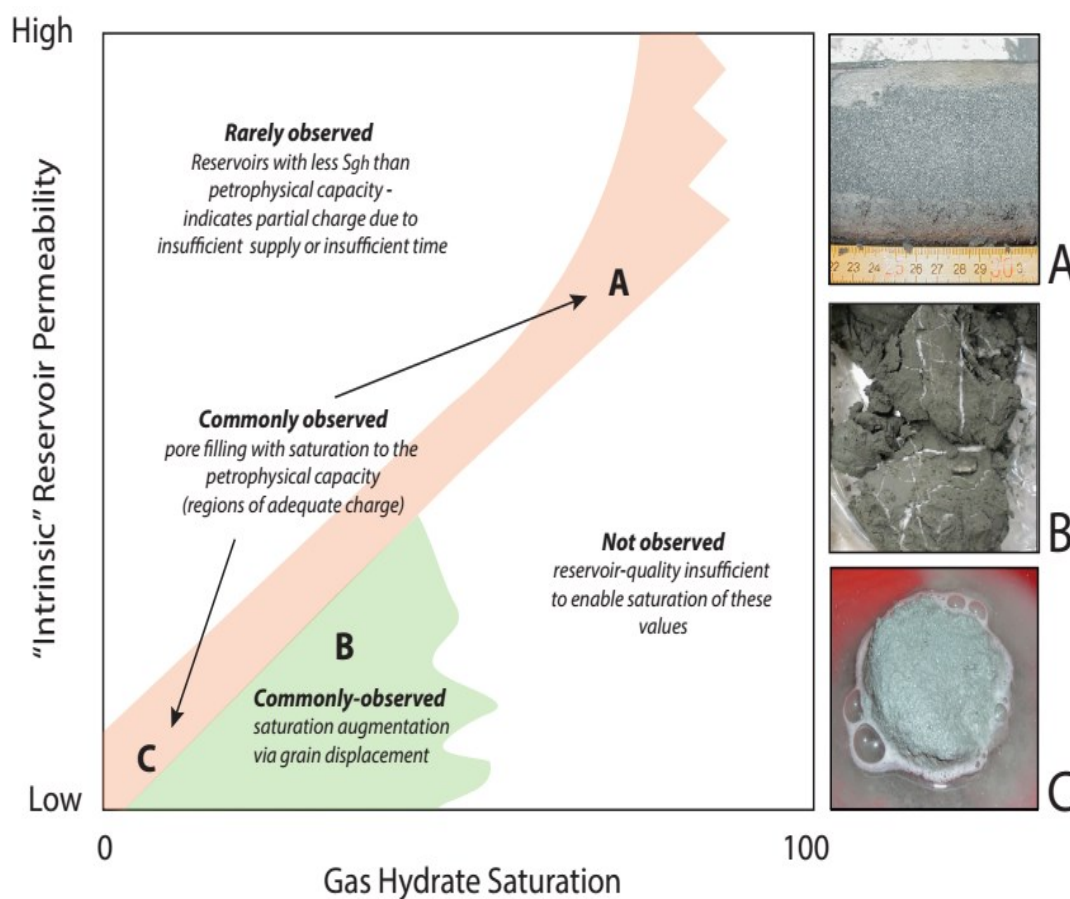 High
"Intrinsic" Reservoir Permeability
Low
Rarely observed
Reservoirs with less Sgh than
petrophysical capacity -
indicates partial charge due to
insufficient supply or insufficient time
A
Commonly observed
pore filling with saturation to the
petrophysical capacity
(regions of adequate charge)
Not observed
reservoir-quality insufficient
to enable saturation of these
values
B
Commonly-observed
saturation augmentation
via grain displacement
C
0
100
Gas Hydrate Saturation
22 23 24 25 26 27 28 29 30
A
B
C